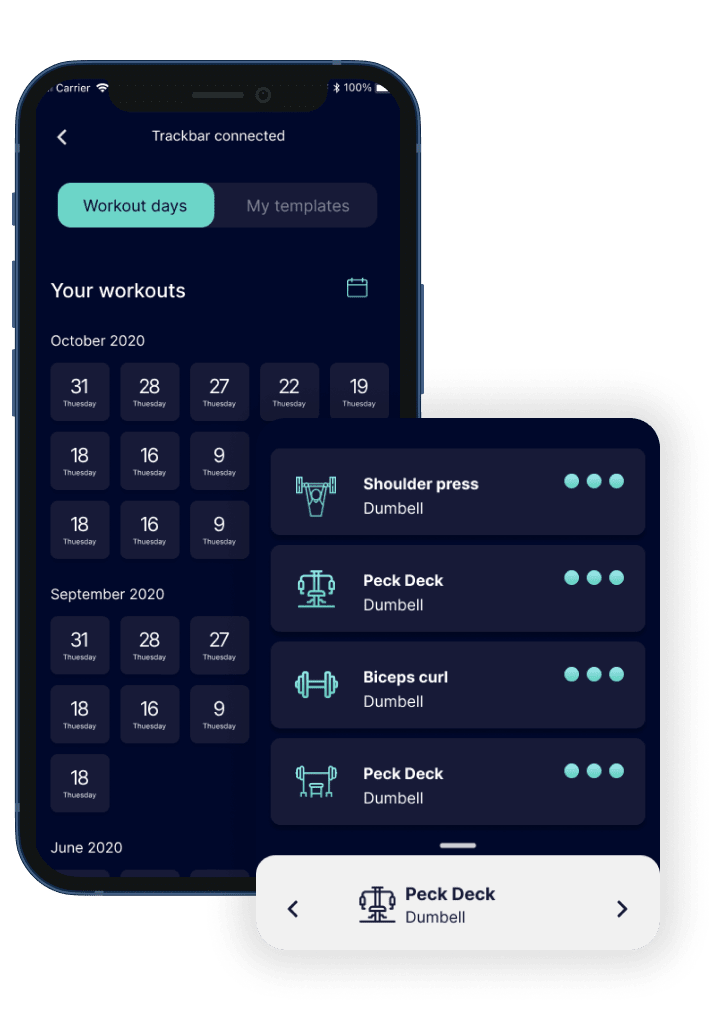 Carrier 100%
Trackbar connected
Workout days My templates
Your workouts
October 2020
31 28 27 22 19
Thuesday Thuesday Thuesday Thuesday Thuesday
18 16 9
Thuesday Thuesday Thuesday
18 16 9
Thuesday Thuesday Thuesday
September 2020
31 28 27
Thuesday Thuesday Thuesday
18 16 9
Thuesday Thuesday Thuesday
18
Thuesday
June 2020
Shoulder press
Dumbell
Peck Deck
Dumbell
Biceps curl
Dumbell
Peck Deck
Dumbell
Peck Deck
Dumbell